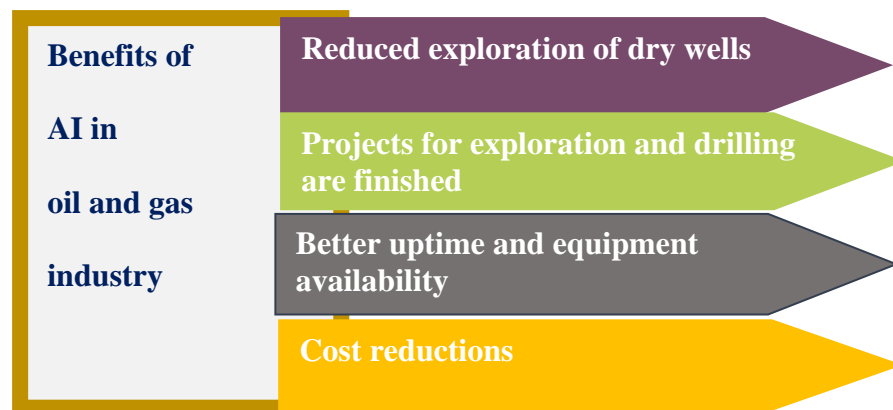 Benefits of
AI in
oil and gas
industry
Reduced exploration of dry wells
Projects for exploration and drilling
are finished
Better uptime and equipment
availability
Cost reductions